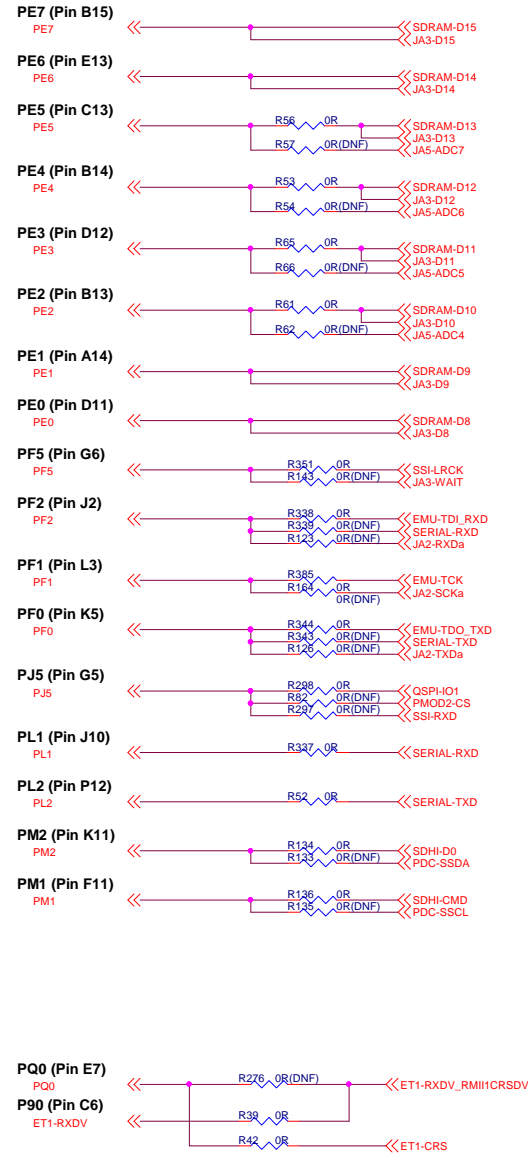 PE7 (Pin B15)
PE7
SDRAM-D15
JA3-D15
PE6 (Pin E13)
PE6
SDRAM-D14
JA3-D14
PE5 (Pin C13)
PE5
R56 0R
SDRAM-D13
JA3-D13
R57 0R(DNF)
JA5-ADC7
PE4 (Pin B14)
PE4
R53 0R
SDRAM-D12
JA3-D12
R54 0R(DNF)
JA5-ADC6
PE3 (Pin D12)
PE3
R65 0R
SDRAM-D11
JA3-D11
R66 0R(DNF)
JA5-ADC5
PE2 (Pin B13)
PE2
R61 0R
SDRAM-D10
JA3-D10
R62 0R(DNF)
JA5-ADC4
PE1 (Pin A14)
PE1
SDRAM-D9
JA3-D9
PE0 (Pin D11)
PE0
SDRAM-D8
JA3-D8
PF5 (Pin G6)
PF5
R351 0R
SSI-LRCK
R143 0R(DNF)
JA3-WAIT
PF2 (Pin J2)
PF2
R338 0R
EMU-TDI_RXD
R339 0R(DNF)
SERIAL-RXD
R123 0R(DNF)
JA2-RXDa
PF1 (Pin L3)
PF1
R385 0R
EMU-TCK
R164 0R(DNF)
JA2-SCKa
PF0 (Pin K5)
PF0
R344 0R
EMU-TDO_TXD
R343 0R(DNF)
SERIAL-TXD
R126 0R(DNF)
JA2-TXDa
PJ5 (Pin G5)
PJ5
R298 0R
QSPI-IO1
R82 0R(DNF)
PMOD2-CS
R297 0R(DNF)
SSI-RXD
PL1 (Pin J10)
PL1
R337 0R
SERIAL-RXD
PL2 (Pin P12)
PL2
R52 0R
SERIAL-TXD
PM2 (Pin K11)
PM2
R134 0R
SDHI-D0
R133 0R(DNF)
PDC-SSDA
PM1 (Pin F11)
PM1
R136 0R
SDHI-CMD
R135 0R(DNF)
PDC-SSCL
PQ0 (Pin E7)
PQ0
R276 0R(DNF)
ET1-RXDV_RMII1CRSDV
P90 (Pin C6)
ET1-RXDV
R39 0R
R42 0R
ET1-CRS